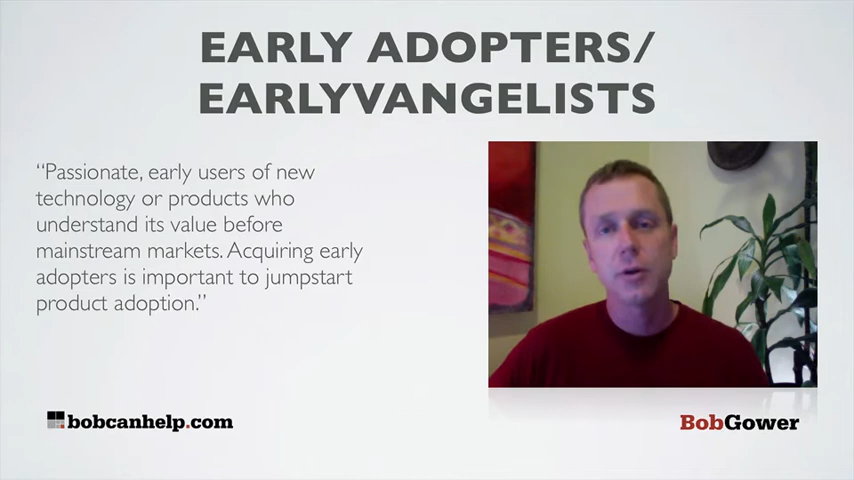 EARLY ADOPTERS/
EARLYVANGELISTS
“Passionate, early users of new
technology or products who
understand its value before
mainstream markets. Acquiring early
adopters is important to jumpstart
product adoption.”
bobcanhelp.com
BobGower